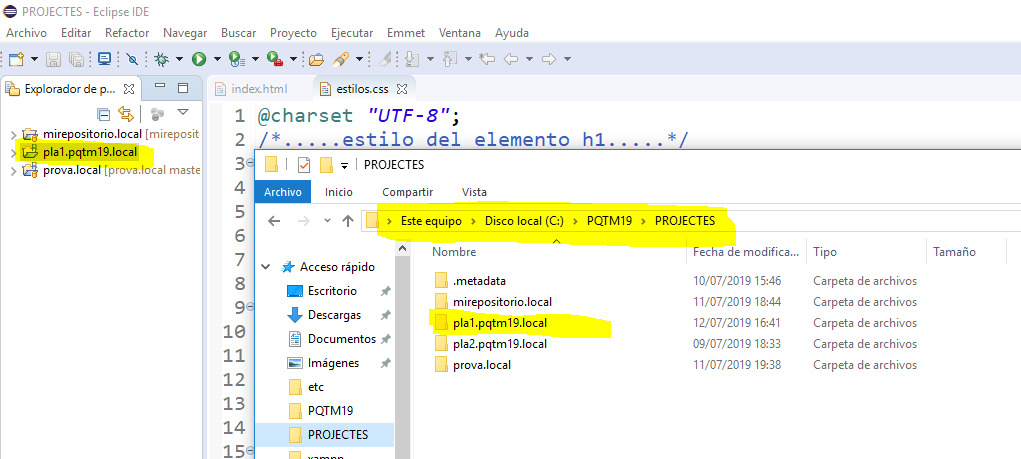 PROJECTES - Eclipse IDE
Archivo Editar Refactor Navegar Buscar Proyecto Ejecutar Emmet Ventana Ayuda
Explorador de p...
index.html
estilos.css
mirepositorio.local [mireposit
pla1.pqtm19.local
prova.local [prova.local maste
1 @charset "UTF-8";
2 /*.....estilo del elemento h1.....*/
3
4
5
6
7
8
9
10
11
12
13
14
15
PROJECTES
Archivo Inicio Compartir Vista
Este equipo Disco local (C:) PQTM19 PROJECTES
Acceso rápido
Escritorio
Descargas
Documentos
Imágenes
etc
PQTM19
PROJECTES
xampp
Nombre Fecha de modifica... Tipo Tamaño
.metadata 10/07/2019 15:46 Carpeta de archivos
mirepositorio.local 11/07/2019 18:44 Carpeta de archivos
pla1.pqtm19.local 12/07/2019 16:41 Carpeta de archivos
pla2.pqtm19.local 09/07/2019 18:33 Carpeta de archivos
prova.local 11/07/2019 19:38 Carpeta de archivos